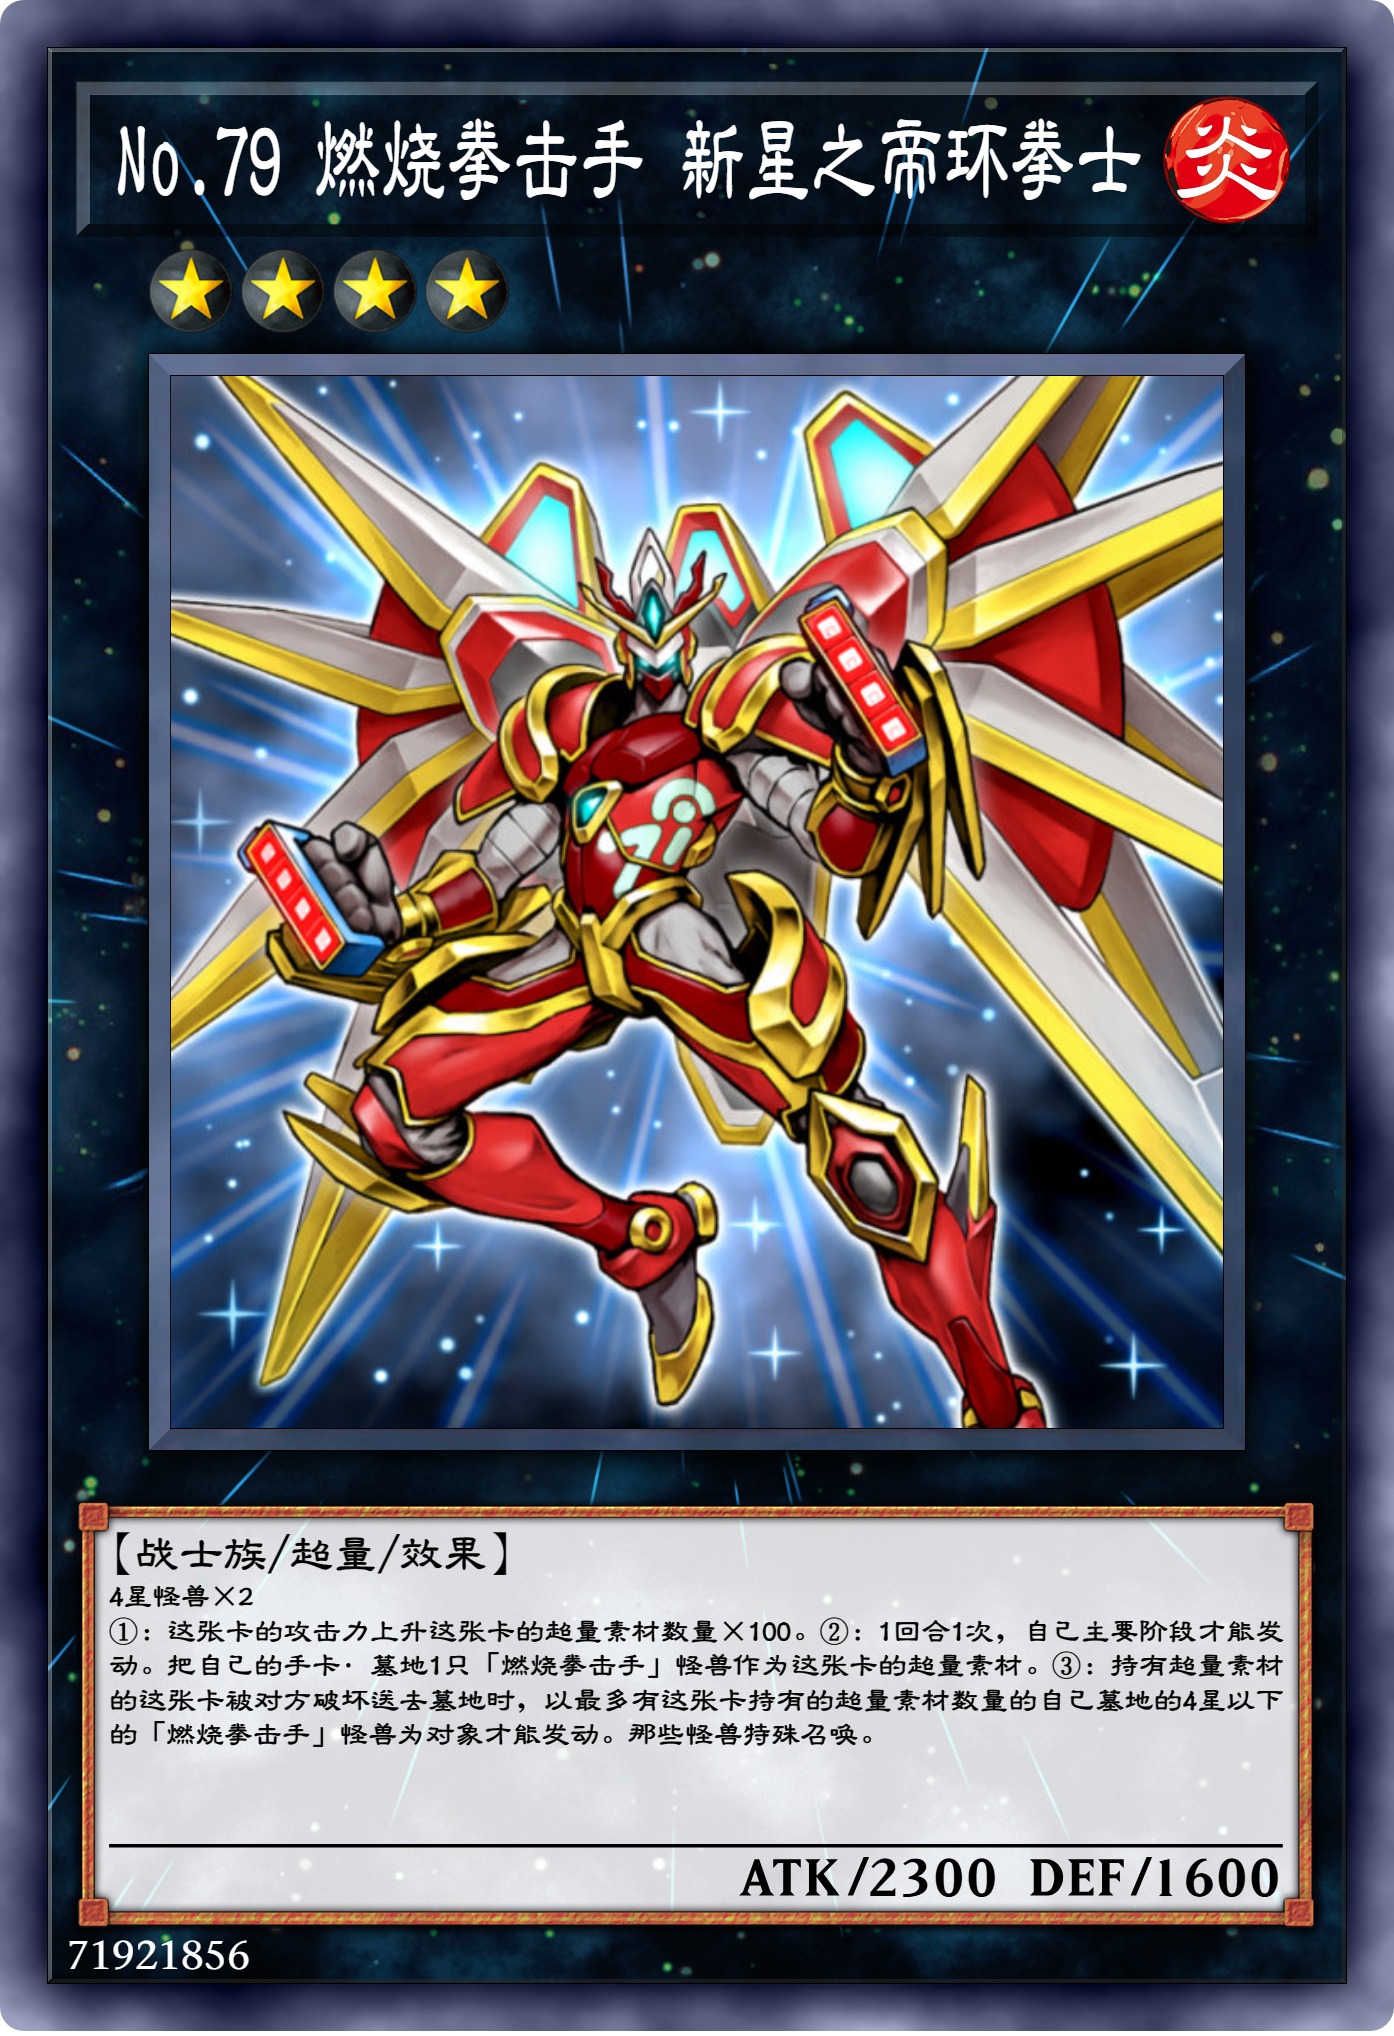 No.79 燃烧拳击手 新星之帝环拳士 炎
【战士族/超量/效果】
4星怪兽×2
①：这张卡的攻击力上升这张卡的超量素材数量×100。②：1回合1次，自己主要阶段才能发
动。把自己的手卡·墓地1只「燃烧拳击手」怪兽作为这张卡的超量素材。③：持有超量素材
的这张卡被对方破坏送去墓地时，以最多有这张卡持有的超量素材数量的自己墓地的4星以下
的「燃烧拳击手」怪兽为对象才能发动。那些怪兽特殊召唤。
ATK/2300 DEF/1600
71921856